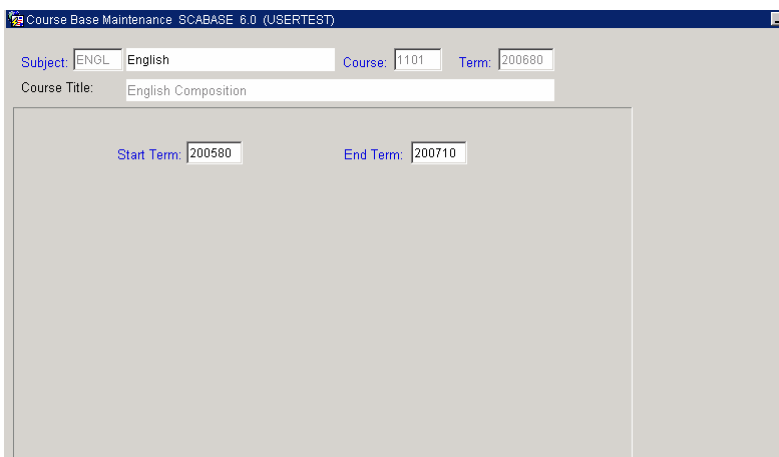 Course Base Maintenance SCABASE 6.0 (USERTEST)
Subject: ENGL English Course: 1101 Term: 200680
Course Title: English Composition
Start Term: 200580 End Term: 200710